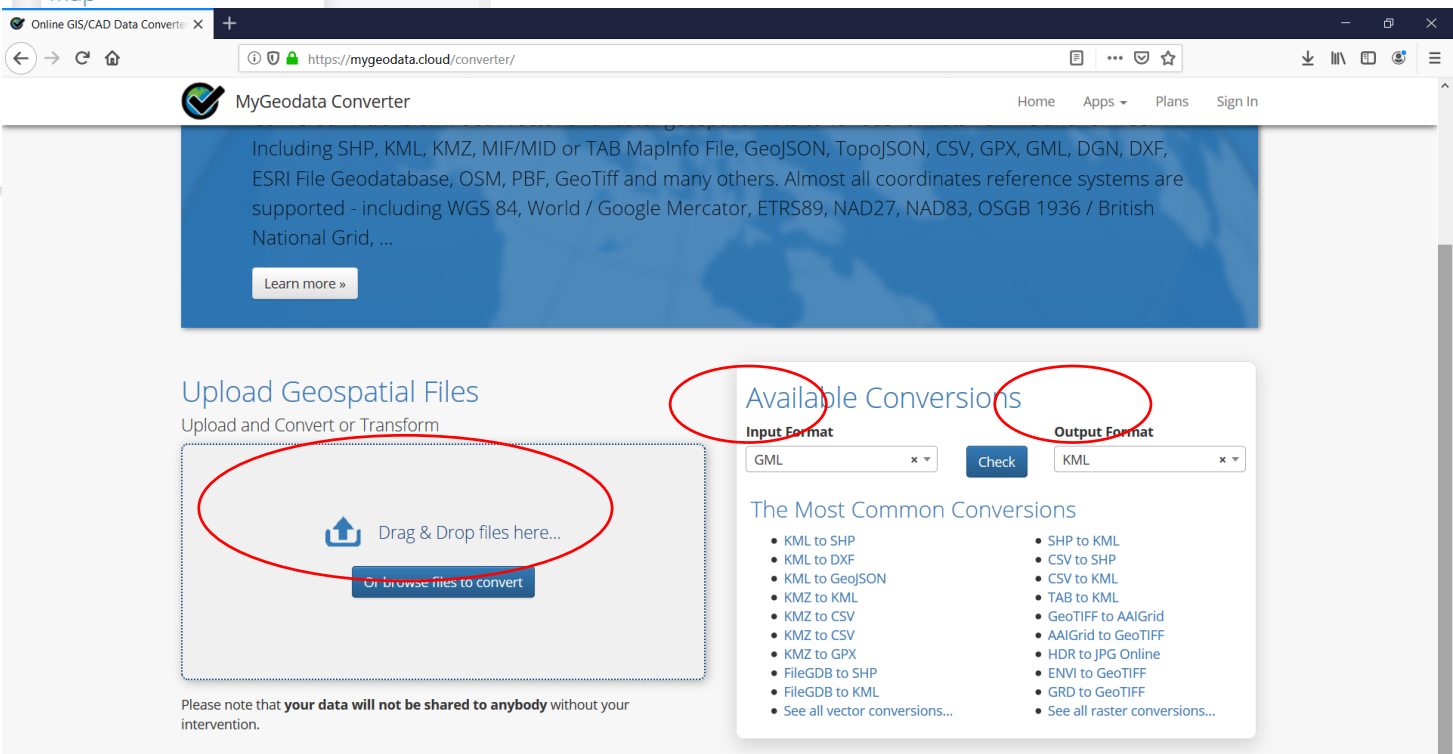 Map
Online GIS/CAD Data Converte
https://mygeodata.cloud/converter/
MyGeodata Converter
Home Apps Plans Sign In
Including SHP, KML, KMZ, MIF/MID or TAB MapInfo File, GeoJSON, TopoJSON, CSV, GPX, GML, DGN, DXF,
ESRI File Geodatabase, OSM, PBF, GeoTiff and many others. Almost all coordinates reference systems are
supported - including WGS 84, World / Google Mercator, ETRS89, NAD27, NAD83, OSGB 1936 / British
National Grid, ...
Learn more »
Upload Geospatial Files
Upload and Convert or Transform
Drag & Drop files here...
Or browse files to convert
Please note that your data will not be shared to anybody without your
intervention.
Available Conversions
Input Format
Output Format
GML
Check
KML
The Most Common Conversions
KML to SHP
KML to DXF
KML to GeoJSON
KMZ to KML
KMZ to CSV
KMZ to CSV
KMZ to GPX
FileGDB to SHP
FileGDB to KML
See all vector conversions...
SHP to KML
CSV to SHP
CSV to KML
TAB to KML
GeoTIFF to AAIGrid
AAIGrid to GeoTIFF
HDR to JPG Online
ENVI to GeoTIFF
GRD to GeoTIFF
See all raster conversions...